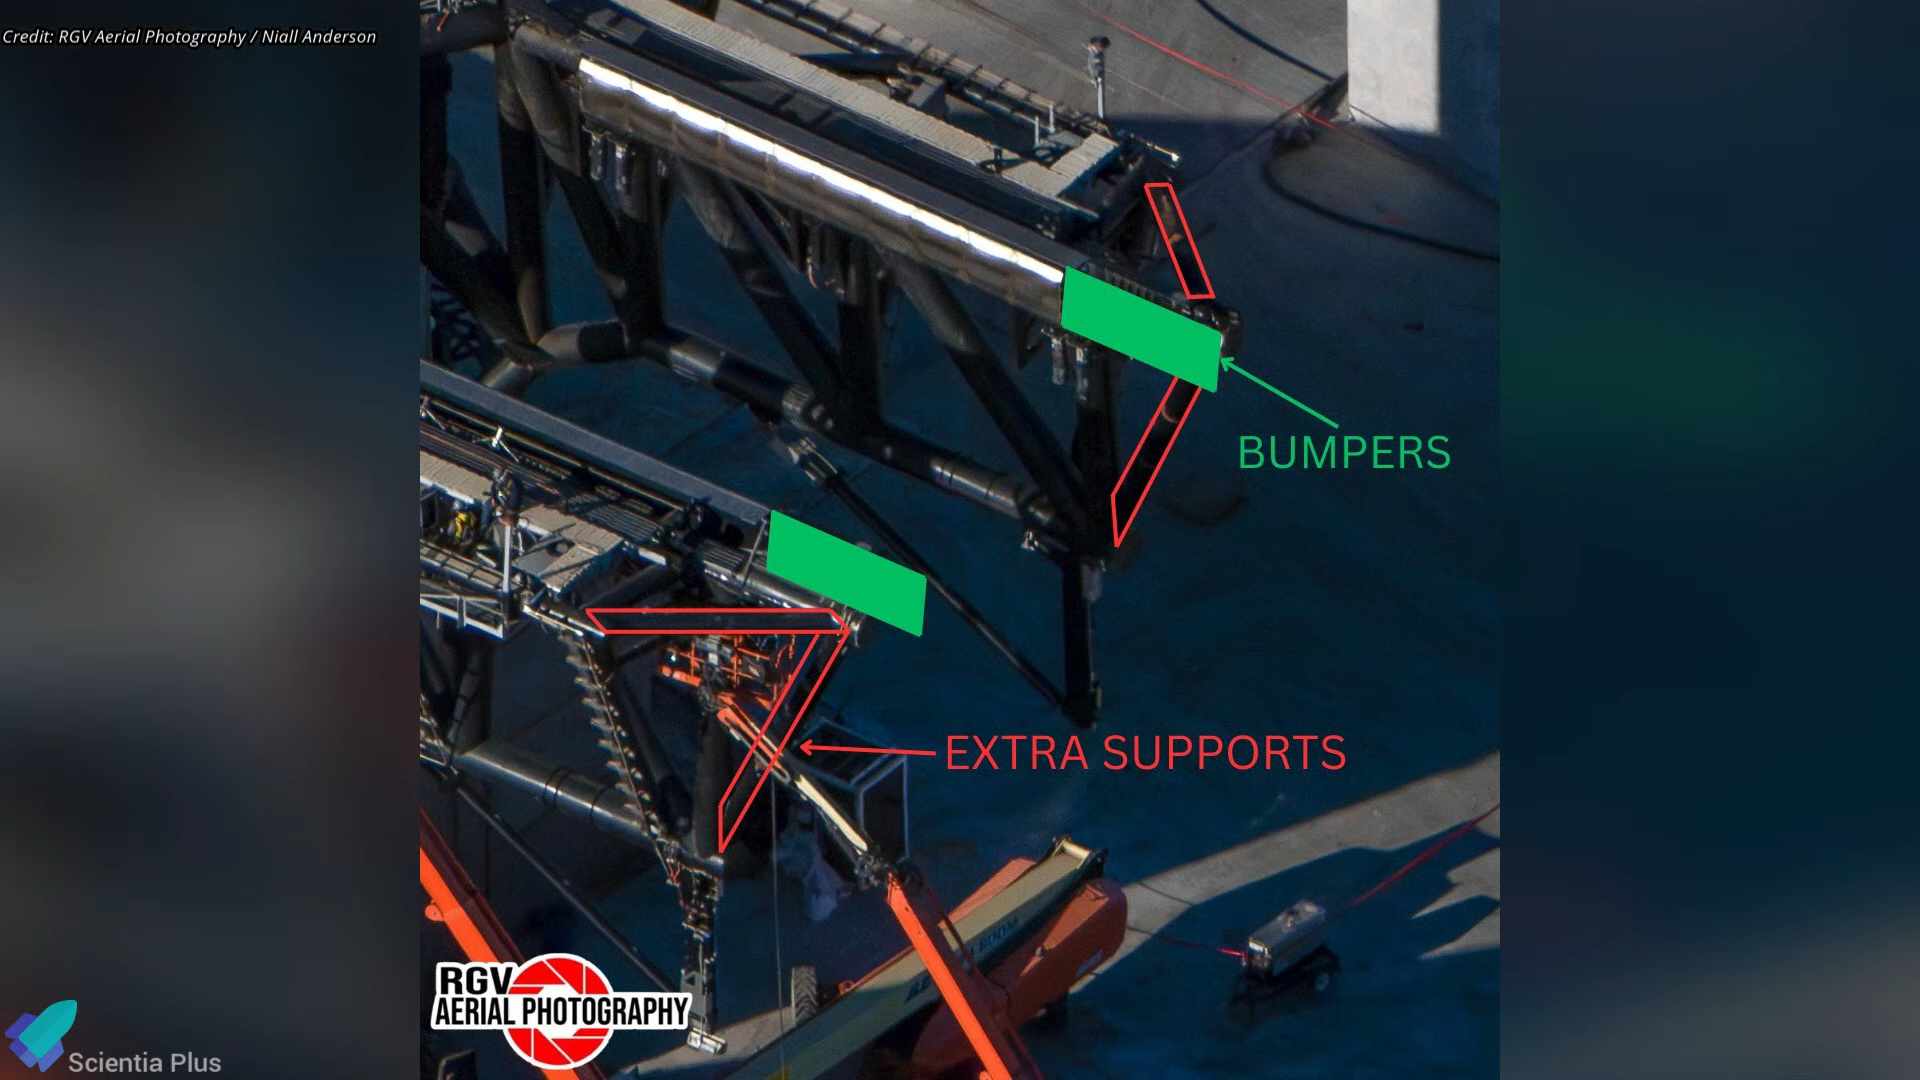 Credit: RGV Aerial Photography / Niall Anderson
BUMPERS
EXTRA SUPPORTS
RGV
AERIAL PHOTOGRAPHY
Scientia Plus